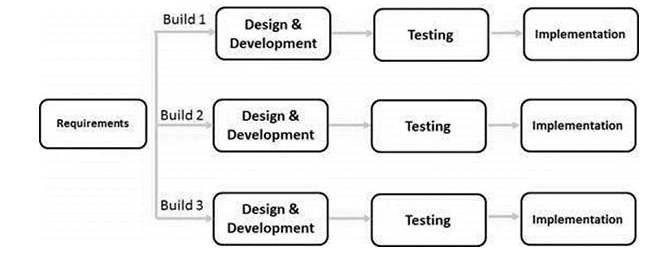 Build 1
Design &
Development
Testing
Implementation
Requirements
Build 2
Design &
Development
Testing
Implementation
Build 3
Design &
Development
Testing
Implementation